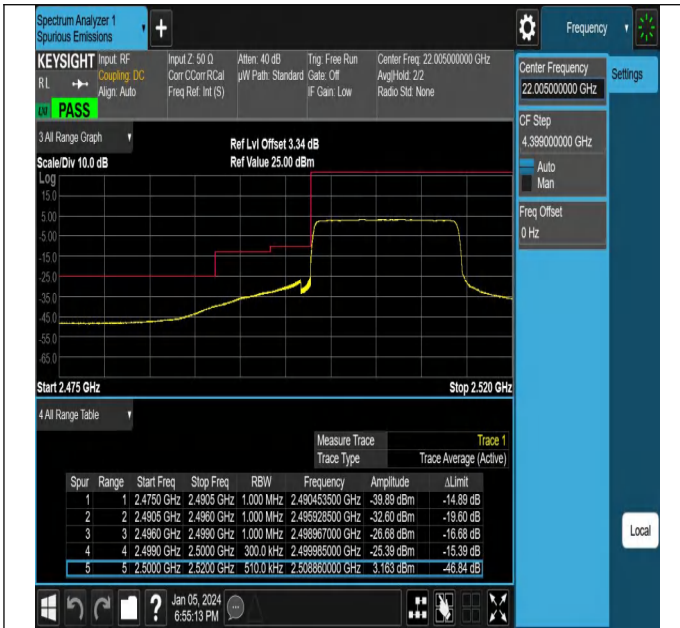 Spectrum Analyzer 1
Spurious Emissions
Frequency
KEYSIGHT
RL
PASS
Input: RF
Coupling: DC
Align: Auto
Input Z: 50 Ω
Corr CCorr RCal
Freq Ref: Int (S)
Atten: 40 dB
µW Path: Standard
Trig: Free Run
Gate: Off
IF Gain: Low
Center Freq: 22.005000000 GHz
Avg|Hold: 2/2
Radio Std: None
3 All Range Graph
Ref Lvl Offset 3.34 dB
Scale/Div 10.0 dB
Ref Value 25.00 dBm
Log
15.0
5.00
-5.00
-15.0
-25.0
-35.0
-45.0
-55.0
-65.0
Start 2.475 GHz
Stop 2.520 GHz
4 All Range Table
Measure Trace Trace 1
Trace Type Trace Average (Active)
Spur Range Start Freq Stop Freq RBW Frequency Amplitude ΔLimit
1 1 2.4750 GHz 2.4905 GHz 1.000 MHz 2.490453500 GHz -39.89 dBm -14.89 dB
2 2 2.4905 GHz 2.4960 GHz 1.000 MHz 2.495928500 GHz -32.60 dBm -19.60 dB
3 3 2.4960 GHz 2.4990 GHz 1.000 MHz 2.498967000 GHz -26.68 dBm -16.68 dB
4 4 2.4990 GHz 2.5000 GHz 300.0 kHz 2.499985000 GHz -25.39 dBm -15.39 dB
5 5 2.5000 GHz 2.5200 GHz 510.0 kHz 2.508860000 GHz 3.163 dBm -46.84 dB
Center Frequency
22.005000000 GHz
Settings
CF Step
4.399000000 GHz
Auto
Man
Freq Offset
0 Hz
Local
?
Jan 05, 2024
6:55:13 PM